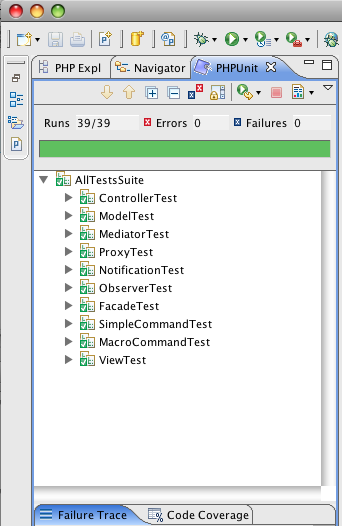 PHP Expl Navigator PHPUnit
Runs 39/39 Errors 0 Failures 0
AllTestsSuite
ControllerTest
ModelTest
MediatorTest
ProxyTest
NotificationTest
ObserverTest
FacadeTest
SimpleCommandTest
MacroCommandTest
ViewTest
Failure Trace Code Coverage